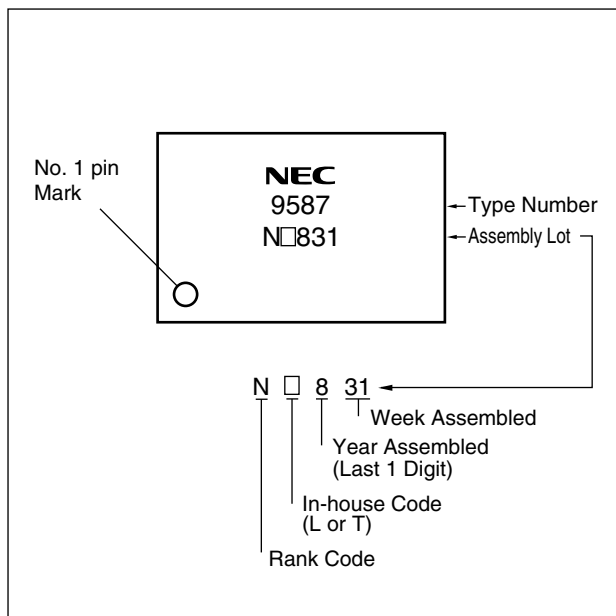 No. 1 pin
Mark
NEC
9587
N□831
Type Number
Assembly Lot
N □ 8 31
Week Assembled
Year Assembled
(Last 1 Digit)
In-house Code
(L or T)
Rank Code